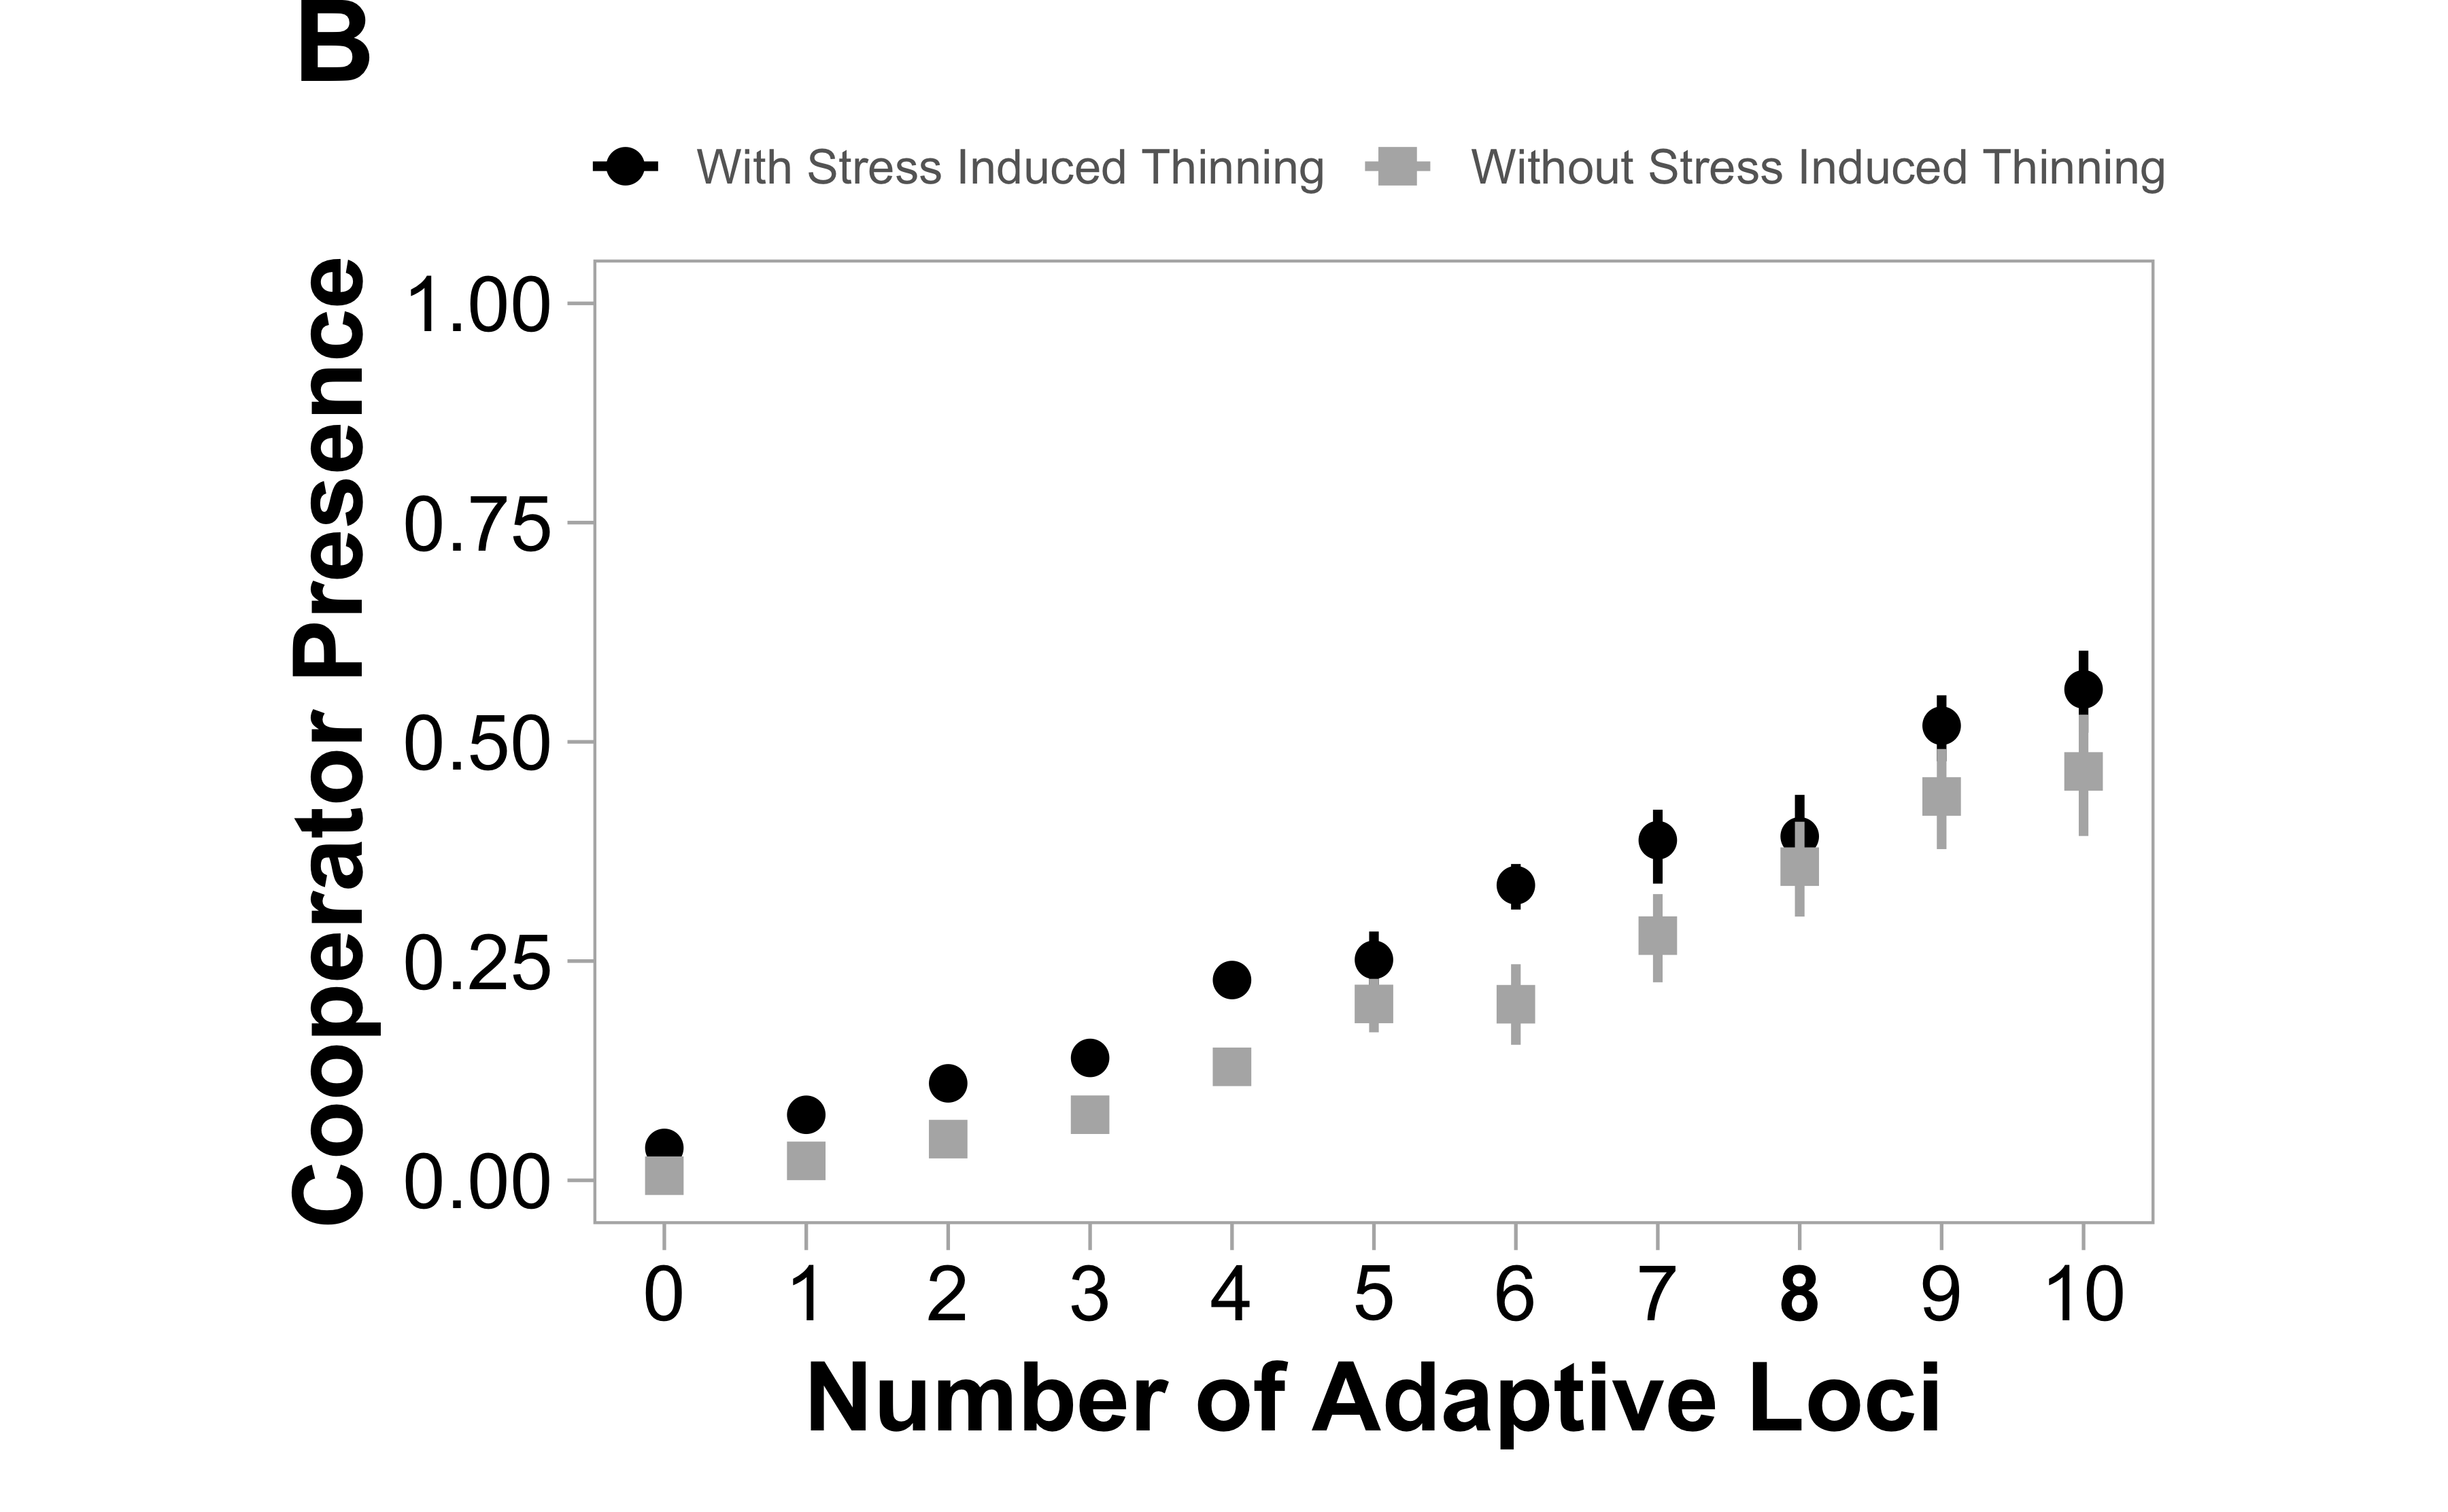 B
With Stress Induced Thinning Without Stress Induced Thinning
Cooperator Presence
1.00
0.75
0.50
0.25
0.00
0 1 2 3 4 5 6 7 8 9 10
Number of Adaptive Loci